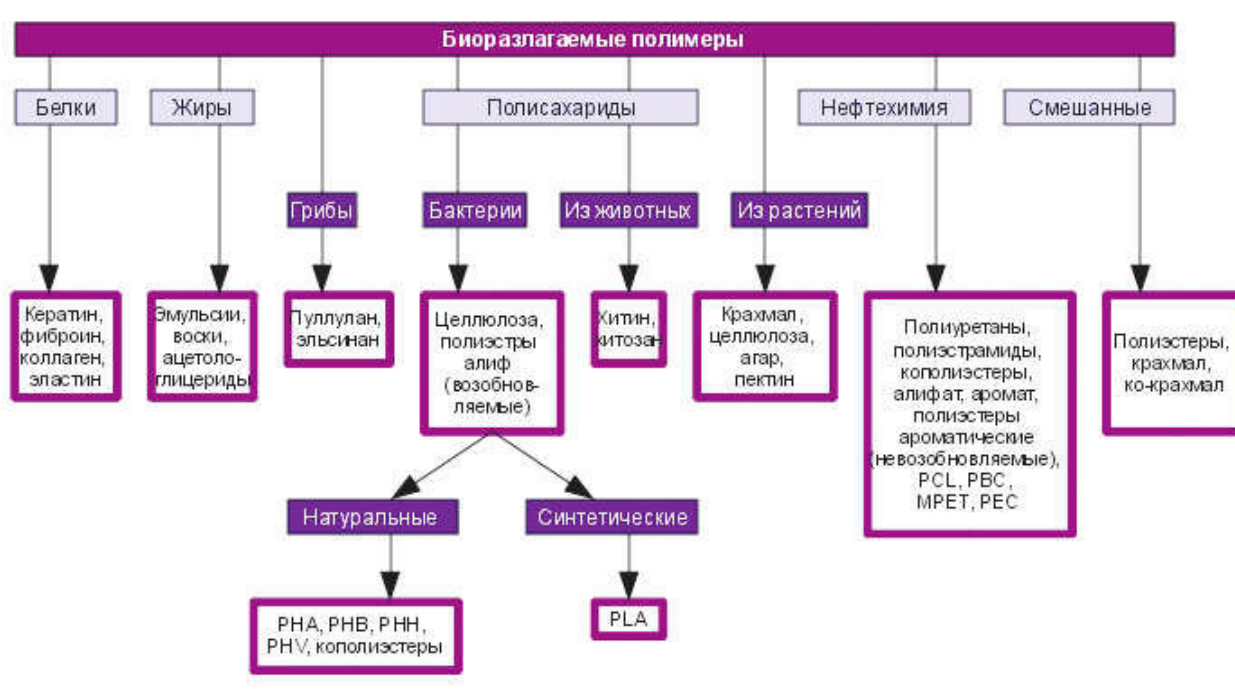 Биоразлагаемые полимеры
Белки
Жиры
Полисахариды
Нефтехимия
Смешанные
Грибы
Бактерии
Из животных
Из растений
Кератин,
фиброин,
коллаген,
эластин
Эмульсии,
воски,
ацетоло-
глицериды
Пуллулан,
эльсинан
Целлюлоза,
полиэстры
алиф
(возобнов-
ляемые)
Хитин,
хитозан
Крахмал,
целлюлоза,
агар,
пектин
Полиуретаны,
полиэстрамиды,
кополиэстеры,
алифат, аромат,
полиэстеры
ароматические
(невозобновляемые),
PCL, PBC,
MPET, PEC
Полиэстеры,
крахмал,
ко-крахмал
Натуральные
Синтетические
PHA, PHB, PHH,
PHV, кополиэстеры
PLA